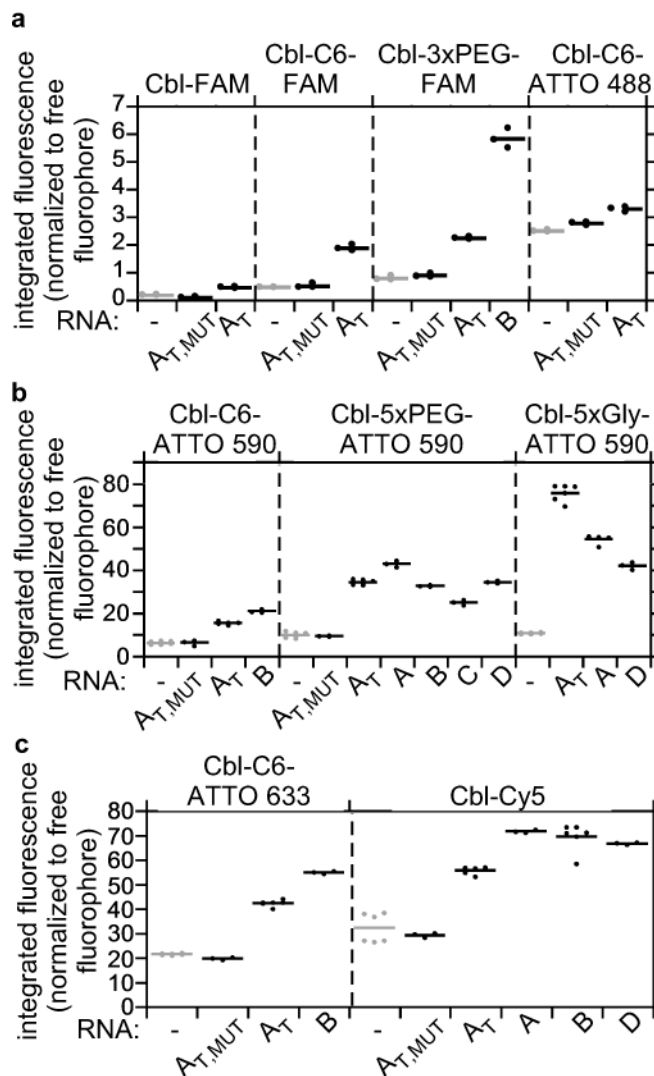 a
Cbl-FAM
Cbl-C6-
FAM
Cbl-3xPEG-
FAM
Cbl-C6-
ATTO 488
integrated fluorescence
(normalized to free
fluorophore)
7
6
5
4
3
2
1
0
RNA: - AT,MUT AT - AT,MUT AT - AT,MUT AT B - AT,MUT AT
b
Cbl-C6-
ATTO 590
Cbl-5xPEG-
ATTO 590
Cbl-5xGly-
ATTO 590
integrated fluorescence
(normalized to free
fluorophore)
80
60
40
20
0
RNA: - AT,MUT AT B - AT,MUT AT A B C D - AT A D
c
Cbl-C6-
ATTO 633
Cbl-Cy5
integrated fluorescence
(normalized to free
fluorophore)
80
70
60
50
40
30
20
10
0
RNA: - AT,MUT AT B - AT,MUT AT A B D